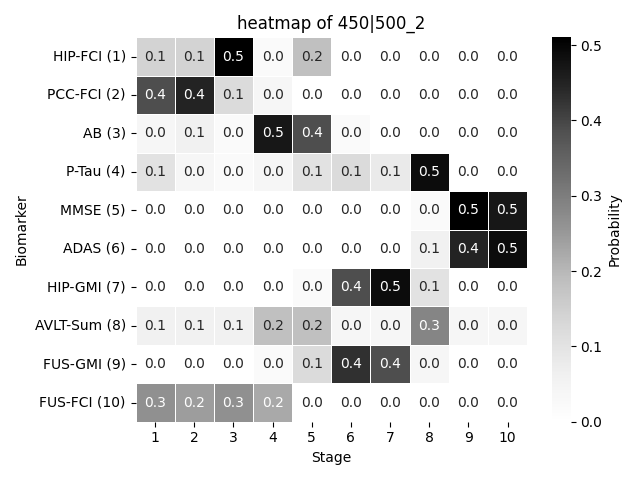 heatmap of 450|500_2
HIP-FCI (1) 0.1 0.1 0.5 0.0 0.2 0.0 0.0 0.0 0.0 0.0
PCC-FCI (2) 0.4 0.4 0.1 0.0 0.0 0.0 0.0 0.0 0.0 0.0
AB (3) 0.0 0.1 0.0 0.5 0.4 0.0 0.0 0.0 0.0 0.0
P-Tau (4) 0.1 0.0 0.0 0.0 0.1 0.1 0.1 0.5 0.0 0.0
MMSE (5) 0.0 0.0 0.0 0.0 0.0 0.0 0.0 0.0 0.5 0.5
ADAS (6) 0.0 0.0 0.0 0.0 0.0 0.0 0.0 0.1 0.4 0.5
HIP-GMI (7) 0.0 0.0 0.0 0.0 0.0 0.4 0.5 0.1 0.0 0.0
AVLT-Sum (8) 0.1 0.1 0.1 0.2 0.2 0.0 0.0 0.3 0.0 0.0
FUS-GMI (9) 0.0 0.0 0.0 0.0 0.1 0.4 0.4 0.0 0.0 0.0
FUS-FCI (10) 0.3 0.2 0.3 0.2 0.0 0.0 0.0 0.0 0.0 0.0
1 2 3 4 5 6 7 8 9 10
Stage
Biomarker
0.5
0.4
0.3
0.2
0.1
0.0
Probability